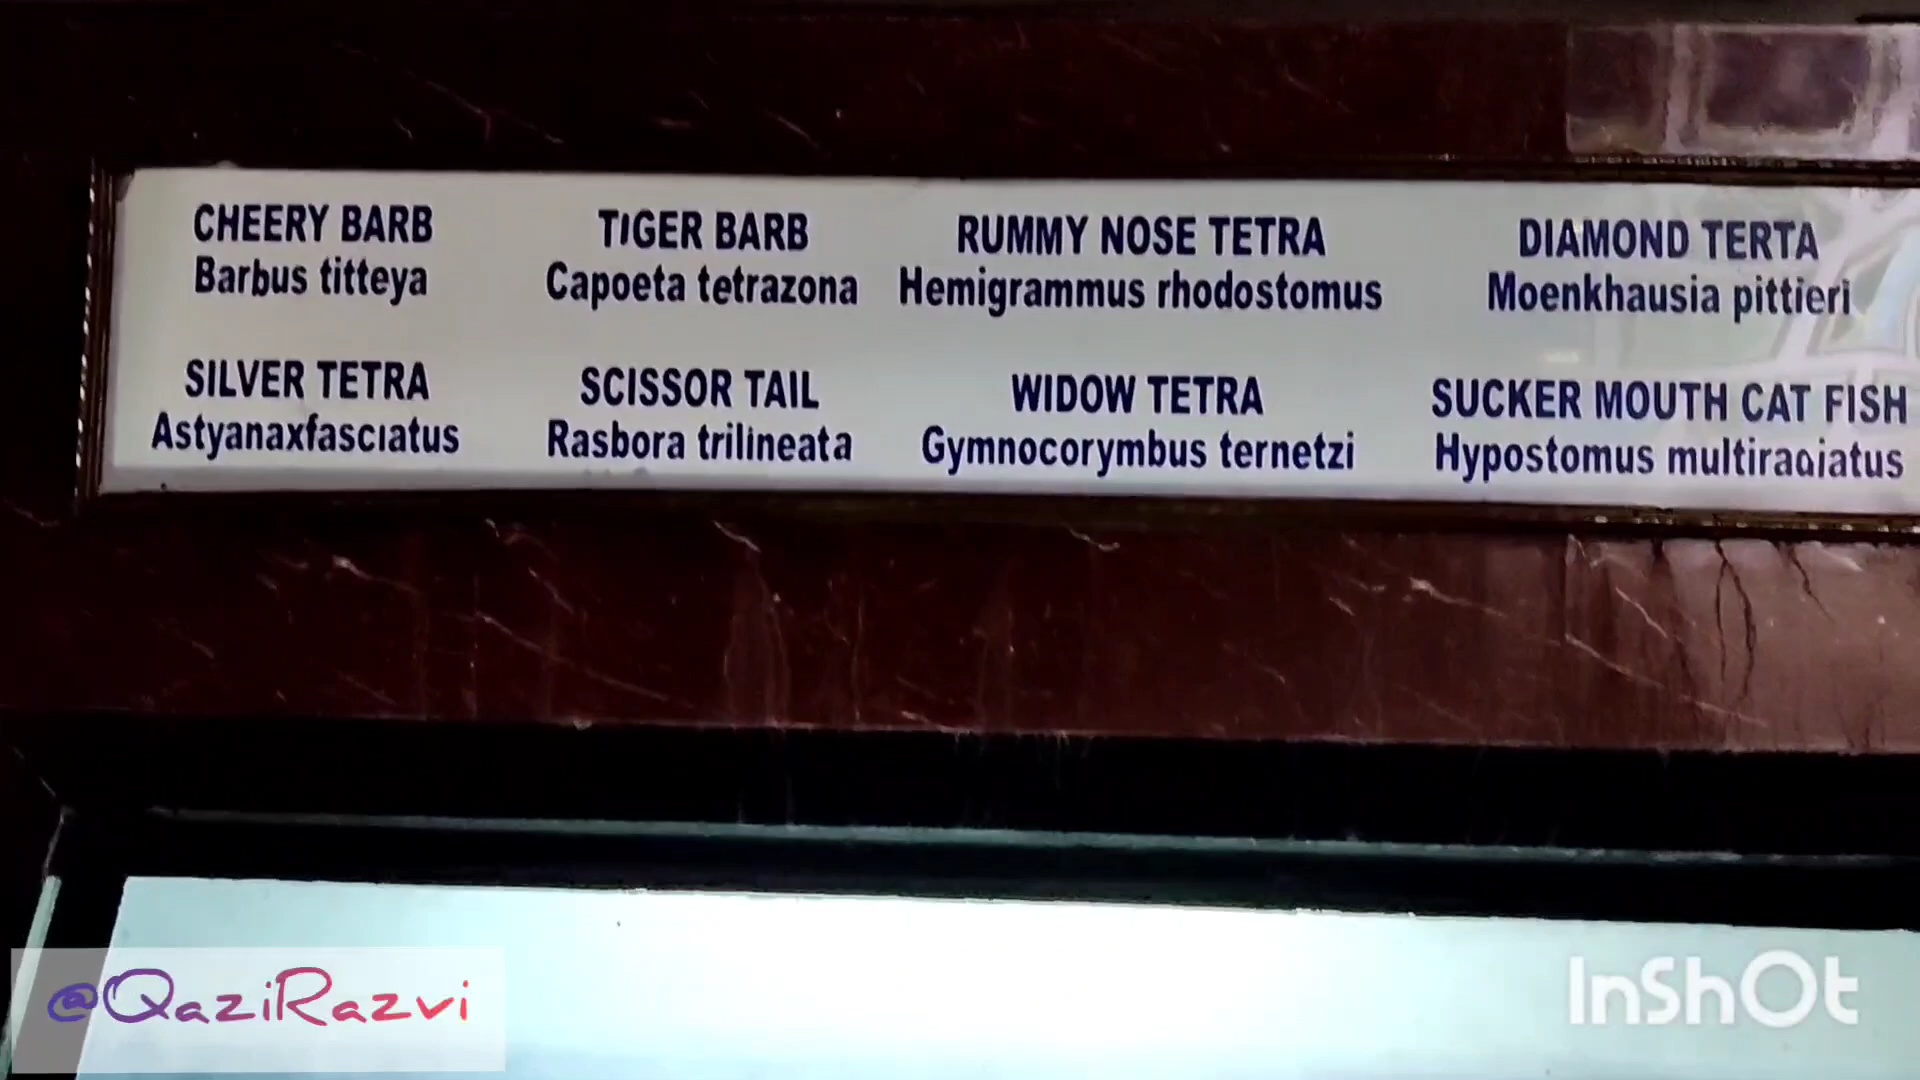 CHEERY BARB TIGER BARB RUMMY NOSE TETRA DIAMOND TERTA
Barbus titteya Capoeta tetrazona Hemigrammus rhodostomus Moenkhausia pittieri
SILVER TETRA SCISSOR TAIL WIDOW TETRA SUCKER MOUTH CAT FISH
Astyanaxfasciatus Rasbora trilineata Gymnocorymbus ternetzi Hypostomus multiradiatus
@QaziRazvi InShOt